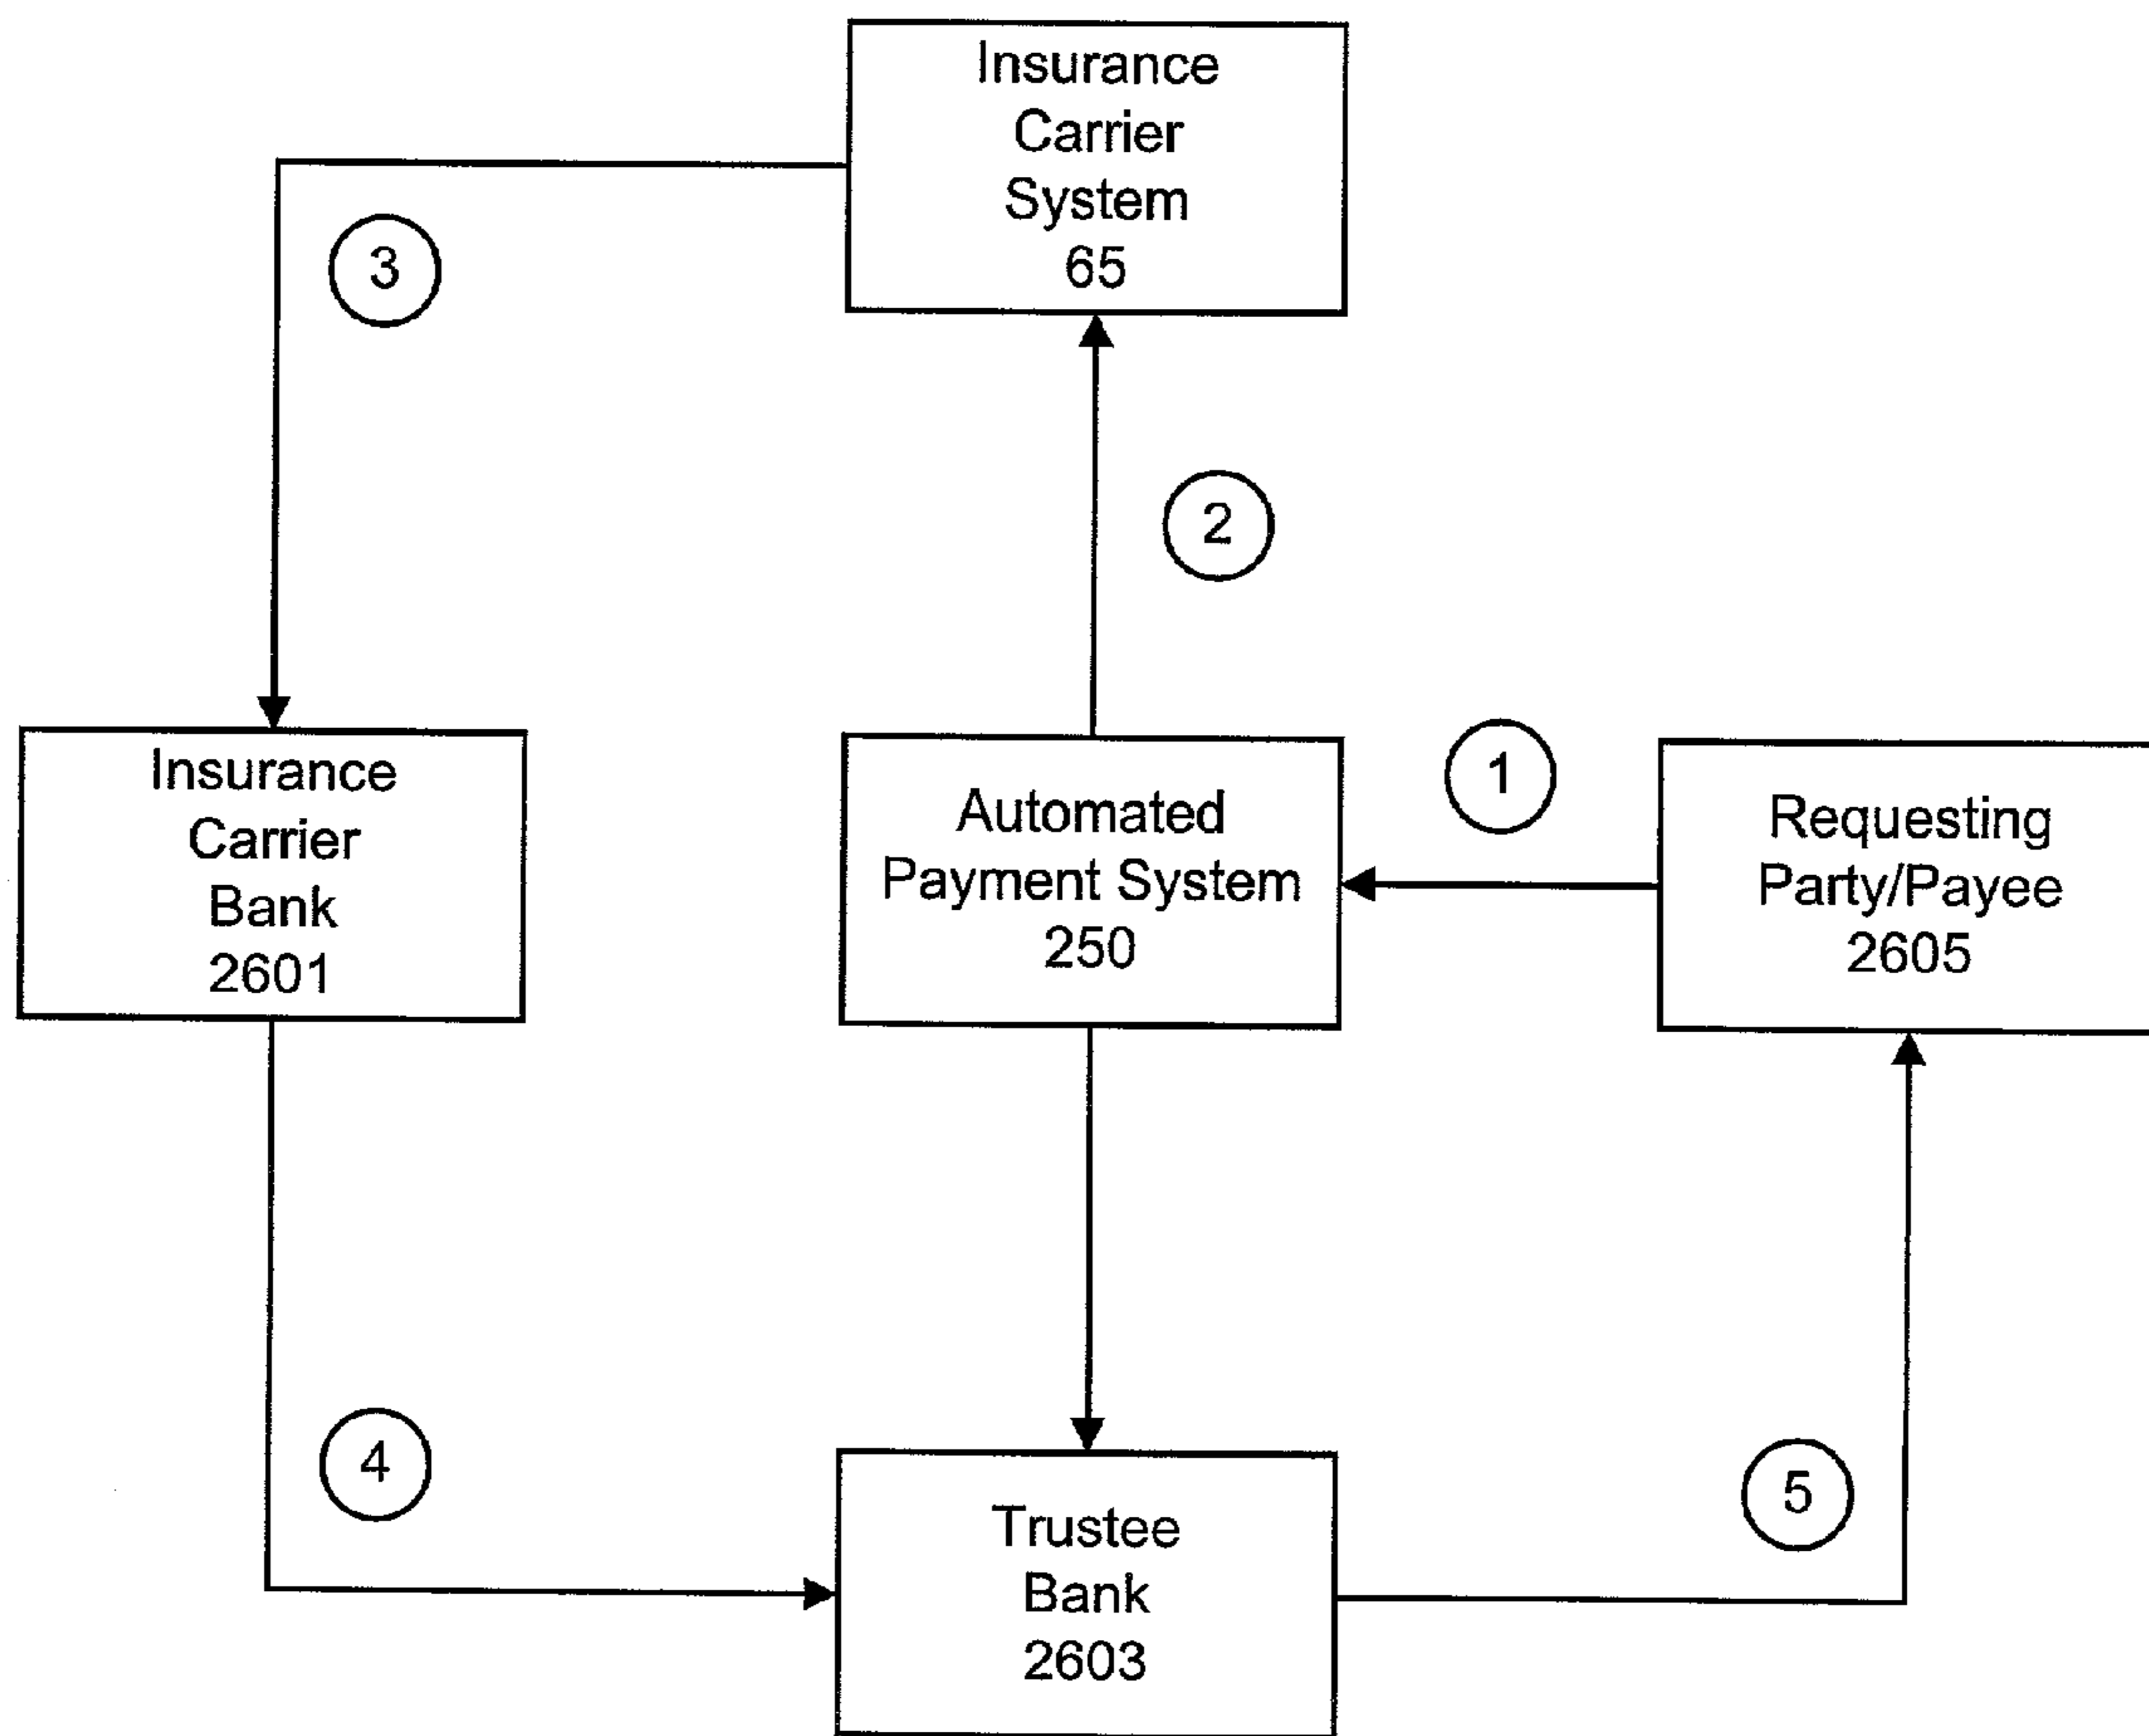 Insurance
Carrier
System
65
3
2
Insurance
Carrier
Bank
2601
Automated
Payment System
250
1
Requesting
Party/Payee
2605
4
Trustee
Bank
2603
5